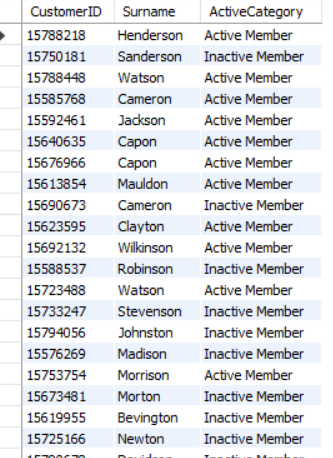 CustomerID Surname ActiveCategory
15788218 Henderson Active Member
15750181 Sanderson Inactive Member
15788448 Watson Active Member
15585768 Cameron Active Member
15592461 Jackson Active Member
15640635 Capon Active Member
15676966 Capon Active Member
15613854 Mauldon Active Member
15690673 Cameron Inactive Member
15623595 Clayton Active Member
15692132 Wilkinson Active Member
15588537 Robinson Inactive Member
15723488 Watson Active Member
15733247 Stevenson Inactive Member
15794056 Johnston Inactive Member
15576269 Madison Inactive Member
15753754 Morrison Active Member
15673481 Morton Inactive Member
15619955 Bevington Inactive Member
15725166 Newton Inactive Member